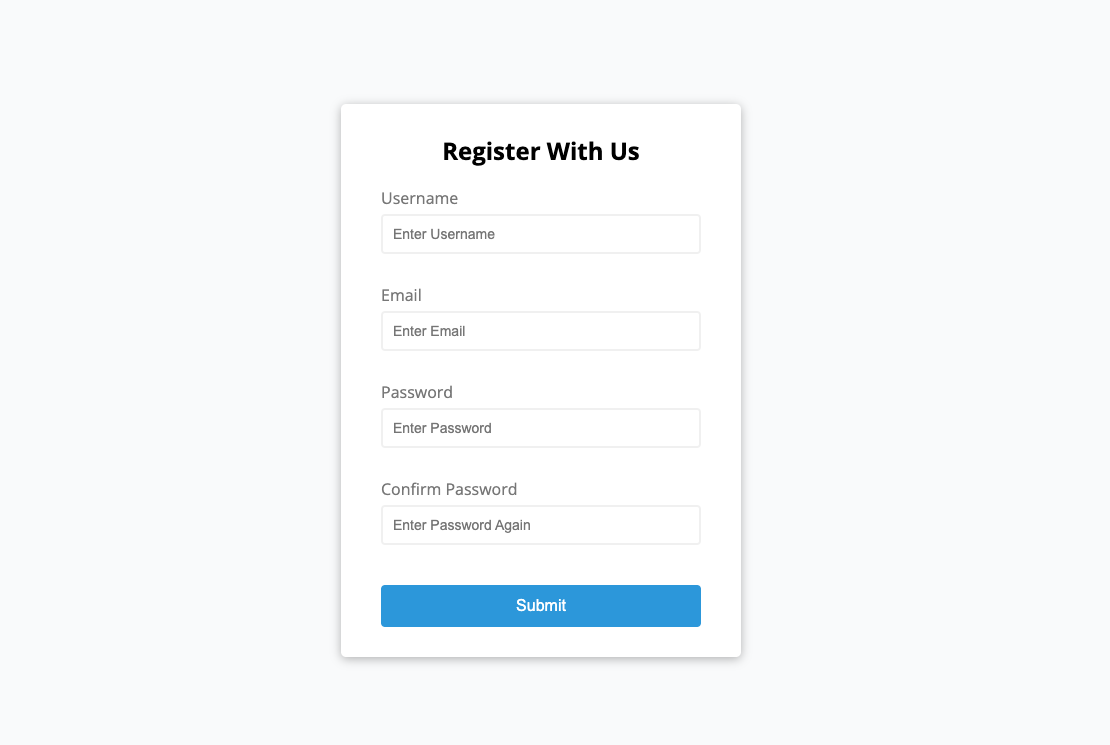 Register With Us
Username
Enter Username
Email
Enter Email
Password
Enter Password
Confirm Password
Enter Password Again
Submit